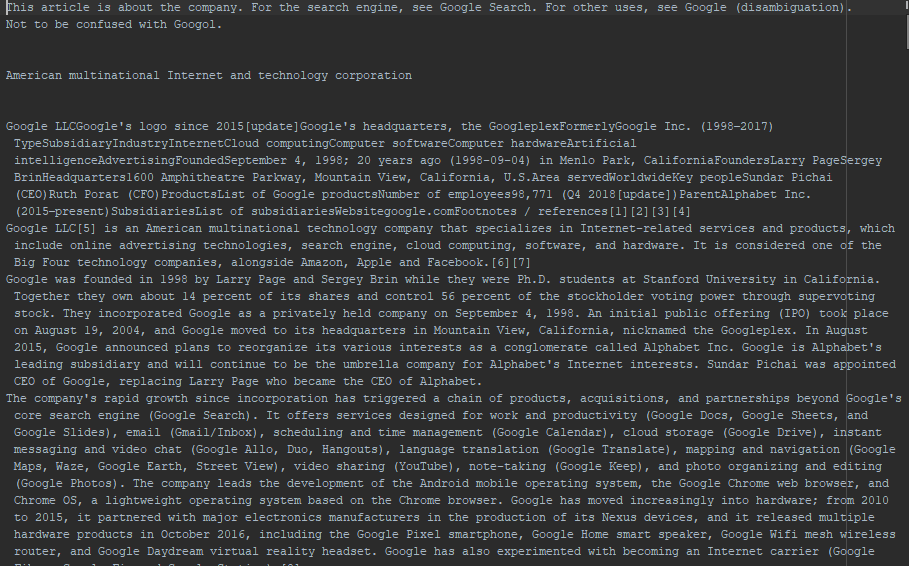 This article is about the company. For the search engine, see Google Search. For other uses, see Google (disambiguation).
Not to be confused with Googol.
American multinational Internet and technology corporation
Google LLCGoogle's logo since 2015[update]Google's headquarters, the GoogleplexFormerlyGoogle Inc. (1998–2017)
TypeSubsidiaryIndustryInternetCloud computingComputer softwareComputer hardwareArtificial
intelligenceAdvertisingFoundedSeptember 4, 1998; 20 years ago (1998-09-04) in Menlo Park, CaliforniaFoundersLarry PageSergey
BrinHeadquarters1600 Amphitheatre Parkway, Mountain View, California, U.S.Area servedWorldwideKey peopleSundar Pichai
(CEO)Ruth Porat (CFO)ProductsList of Google productsNumber of employees98,771 (Q4 2018[update])ParentAlphabet Inc.
(2015–present)SubsidiariesList of subsidiariesWebsitegoogle.comFootnotes / references[1][2][3][4]
Google LLC[5] is an American multinational technology company that specializes in Internet-related services and products, which
include online advertising technologies, search engine, cloud computing, software, and hardware. It is considered one of the
Big Four technology companies, alongside Amazon, Apple and Facebook.[6][7]
Google was founded in 1998 by Larry Page and Sergey Brin while they were Ph.D. students at Stanford University in California.
Together they own about 14 percent of its shares and control 56 percent of the stockholder voting power through supervoting
stock. They incorporated Google as a privately held company on September 4, 1998. An initial public offering (IPO) took place
on August 19, 2004, and Google moved to its headquarters in Mountain View, California, nicknamed the Googleplex. In August
2015, Google announced plans to reorganize its various interests as a conglomerate called Alphabet Inc. Google is Alphabet's
leading subsidiary and will continue to be the umbrella company for Alphabet's Internet interests. Sundar Pichai was appointed
CEO of Google, replacing Larry Page who became the CEO of Alphabet.
The company's rapid growth since incorporation has triggered a chain of products, acquisitions, and partnerships beyond Google's
core search engine (Google Search). It offers services designed for work and productivity (Google Docs, Google Sheets, and
Google Slides), email (Gmail/Inbox), scheduling and time management (Google Calendar), cloud storage (Google Drive), instant
messaging and video chat (Google Allo, Duo, Hangouts), language translation (Google Translate), mapping and navigation (Google
Maps, Waze, Google Earth, Street View), video sharing (YouTube), note-taking (Google Keep), and photo organizing and editing
(Google Photos). The company leads the development of the Android mobile operating system, the Google Chrome web browser, and
Chrome OS, a lightweight operating system based on the Chrome browser. Google has moved increasingly into hardware; from 2010
to 2015, it partnered with major electronics manufacturers in the production of its Nexus devices, and it released multiple
hardware products in October 2016, including the Google Pixel smartphone, Google Home smart speaker, Google Wifi mesh wireless
router, and Google Daydream virtual reality headset. Google has also experimented with becoming an Internet carrier (Google